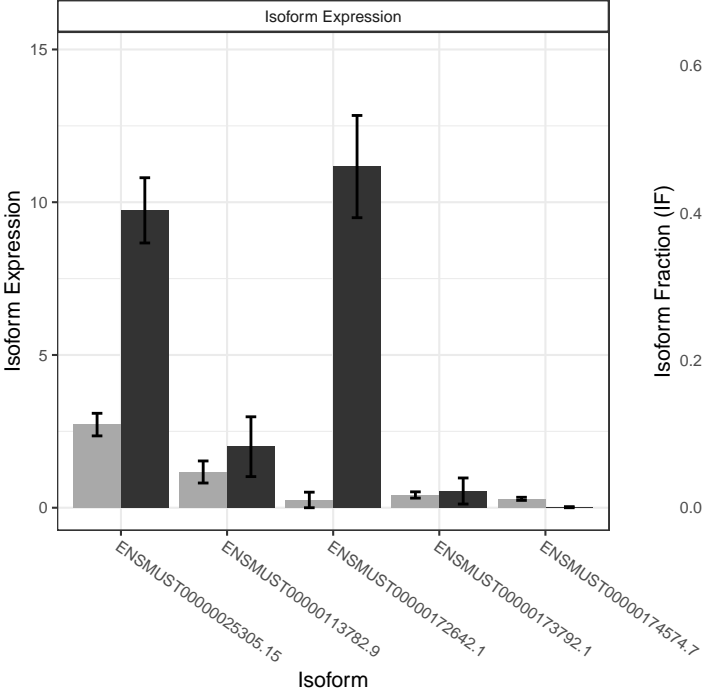 Isoform Expression
15
10
5
0
Isoform Expression
ENSMUST00000025305.15
ENSMUST00000113782.9
ENSMUST00000172642.1
ENSMUST00000173792.1
ENSMUST00000174574.7
Isoform
0.6
0.4
0.2
0.0
Isoform Fraction (IF)